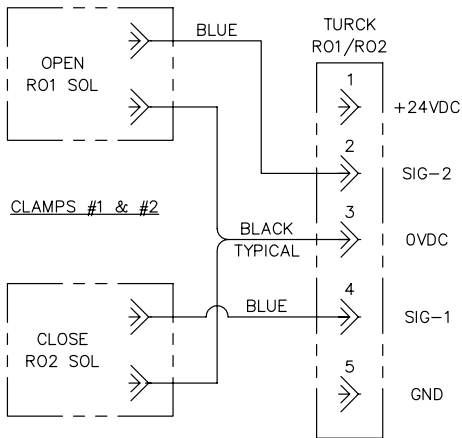 BLUE
TURCK
RO1/RO2
OPEN
RO1 SOL
1
+24VDC
2
SIG-2
CLAMPS #1 & #2
3
BLACK
TYPICAL
0VDC
4
BLUE
SIG-1
CLOSE
RO2 SOL
5
GND